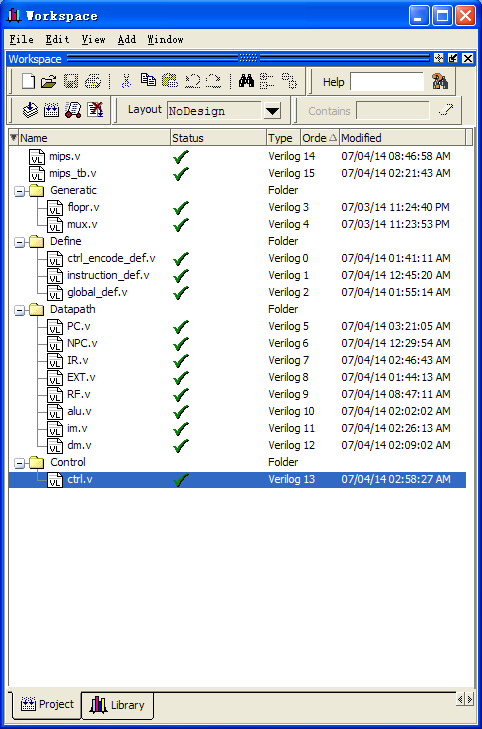 Workspace
File Edit View Add Window
Workspace
Help
Layout NoDesign Contains
Name Status Type Orde Modified
mips.v Verilog 14 07/04/14 08:46:58 AM
mips_tb.v Verilog 15 07/04/14 02:21:43 AM
Generatic Folder
flopr.v Verilog 3 07/03/14 11:24:40 PM
mux.v Verilog 4 07/03/14 11:23:53 PM
Define Folder
ctrl_encode_def.v Verilog 0 07/04/14 01:41:11 AM
instruction_def.v Verilog 1 07/04/14 12:45:20 AM
global_def.v Verilog 2 07/04/14 01:55:14 AM
Datapath Folder
PC.v Verilog 5 07/04/14 03:21:05 AM
NPC.v Verilog 6 07/04/14 12:29:54 AM
IR.v Verilog 7 07/04/14 02:46:43 AM
EXT.v Verilog 8 07/04/14 01:44:13 AM
RF.v Verilog 9 07/04/14 08:47:11 AM
alu.v Verilog 10 07/04/14 02:02:02 AM
im.v Verilog 11 07/04/14 02:26:13 AM
dm.v Verilog 12 07/04/14 02:09:02 AM
Control Folder
ctrl.v Verilog 13 07/04/14 02:58:27 AM
Project Library